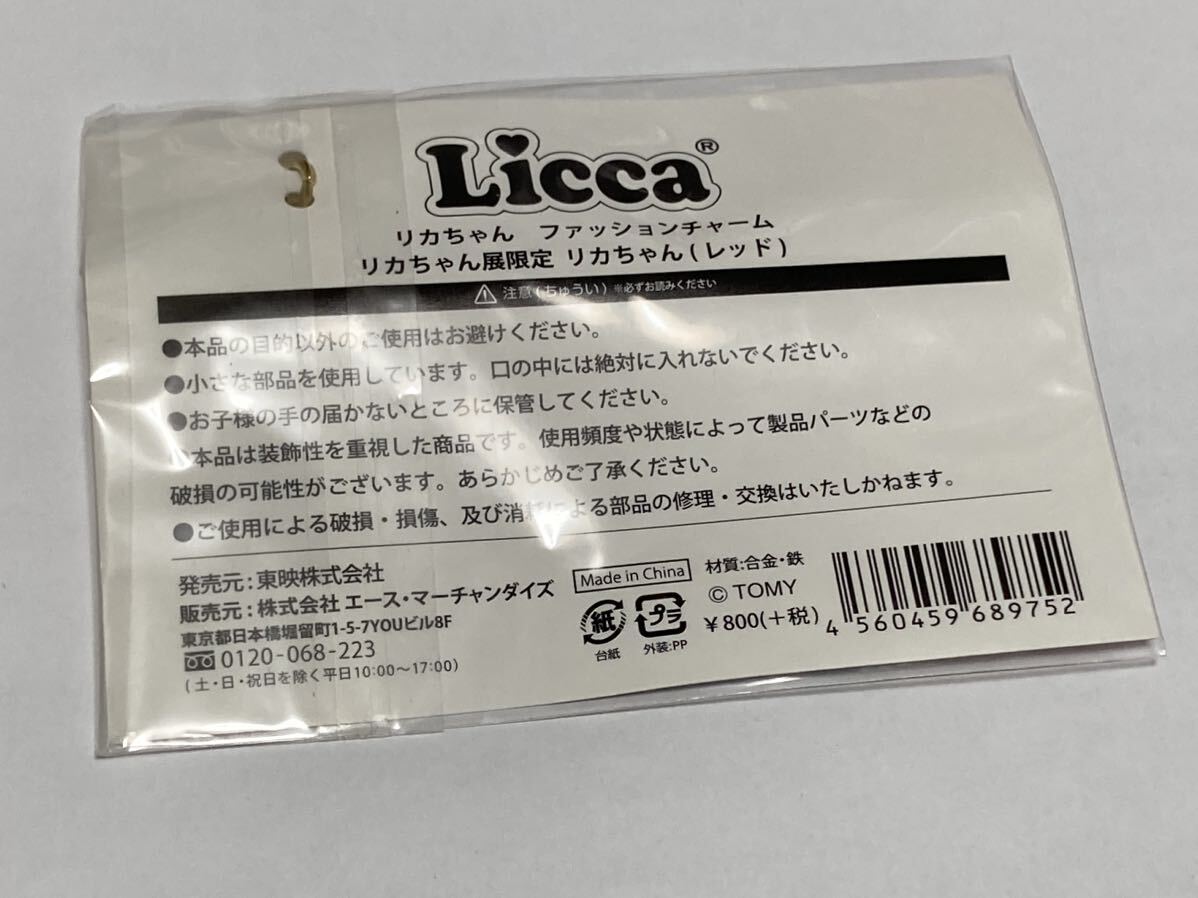 Licca®
リカちゃん ファッションチャーム
リカちゃん展限定 リカちゃん(レッド)
注意(ちゅうい) ※必ずお読みください
●本品の目的以外のご使用はお避けください。
●小さな部品を使用しています。口の中には絶対に入れないでください。
●お子様の手の届かないところに保管してください。
●本品は装飾性を重視した商品です。使用頻度や状態によって製品パーツなどの
破損の可能性がございます。あらかじめご了承ください。
●ご使用による破損・損傷、及び消耗による部品の修理・交換はいたしかねます。
発売元：東映株式会社
販売元：株式会社 エース・マーチャンダイズ
東京都日本橋堀留町1-5-7YOUビル8F
0120-068-223
(土・日・祝日を除く平日10:00～17:00)
Made in China
紙
台紙
プラ
外装:PP
材質:合金・鉄
© TOMY
￥800(+税)
4 560459 689752